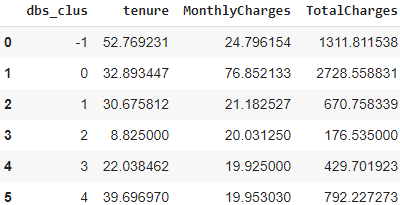 dbs_clus tenure MonthlyCharges TotalCharges
0 -1 52.769231 24.796154 1311.811538
1 0 32.893447 76.852133 2728.558831
2 1 30.675812 21.182527 670.758339
3 2 8.825000 20.031250 176.535000
4 3 22.038462 19.925000 429.701923
5 4 39.696970 19.953030 792.227273